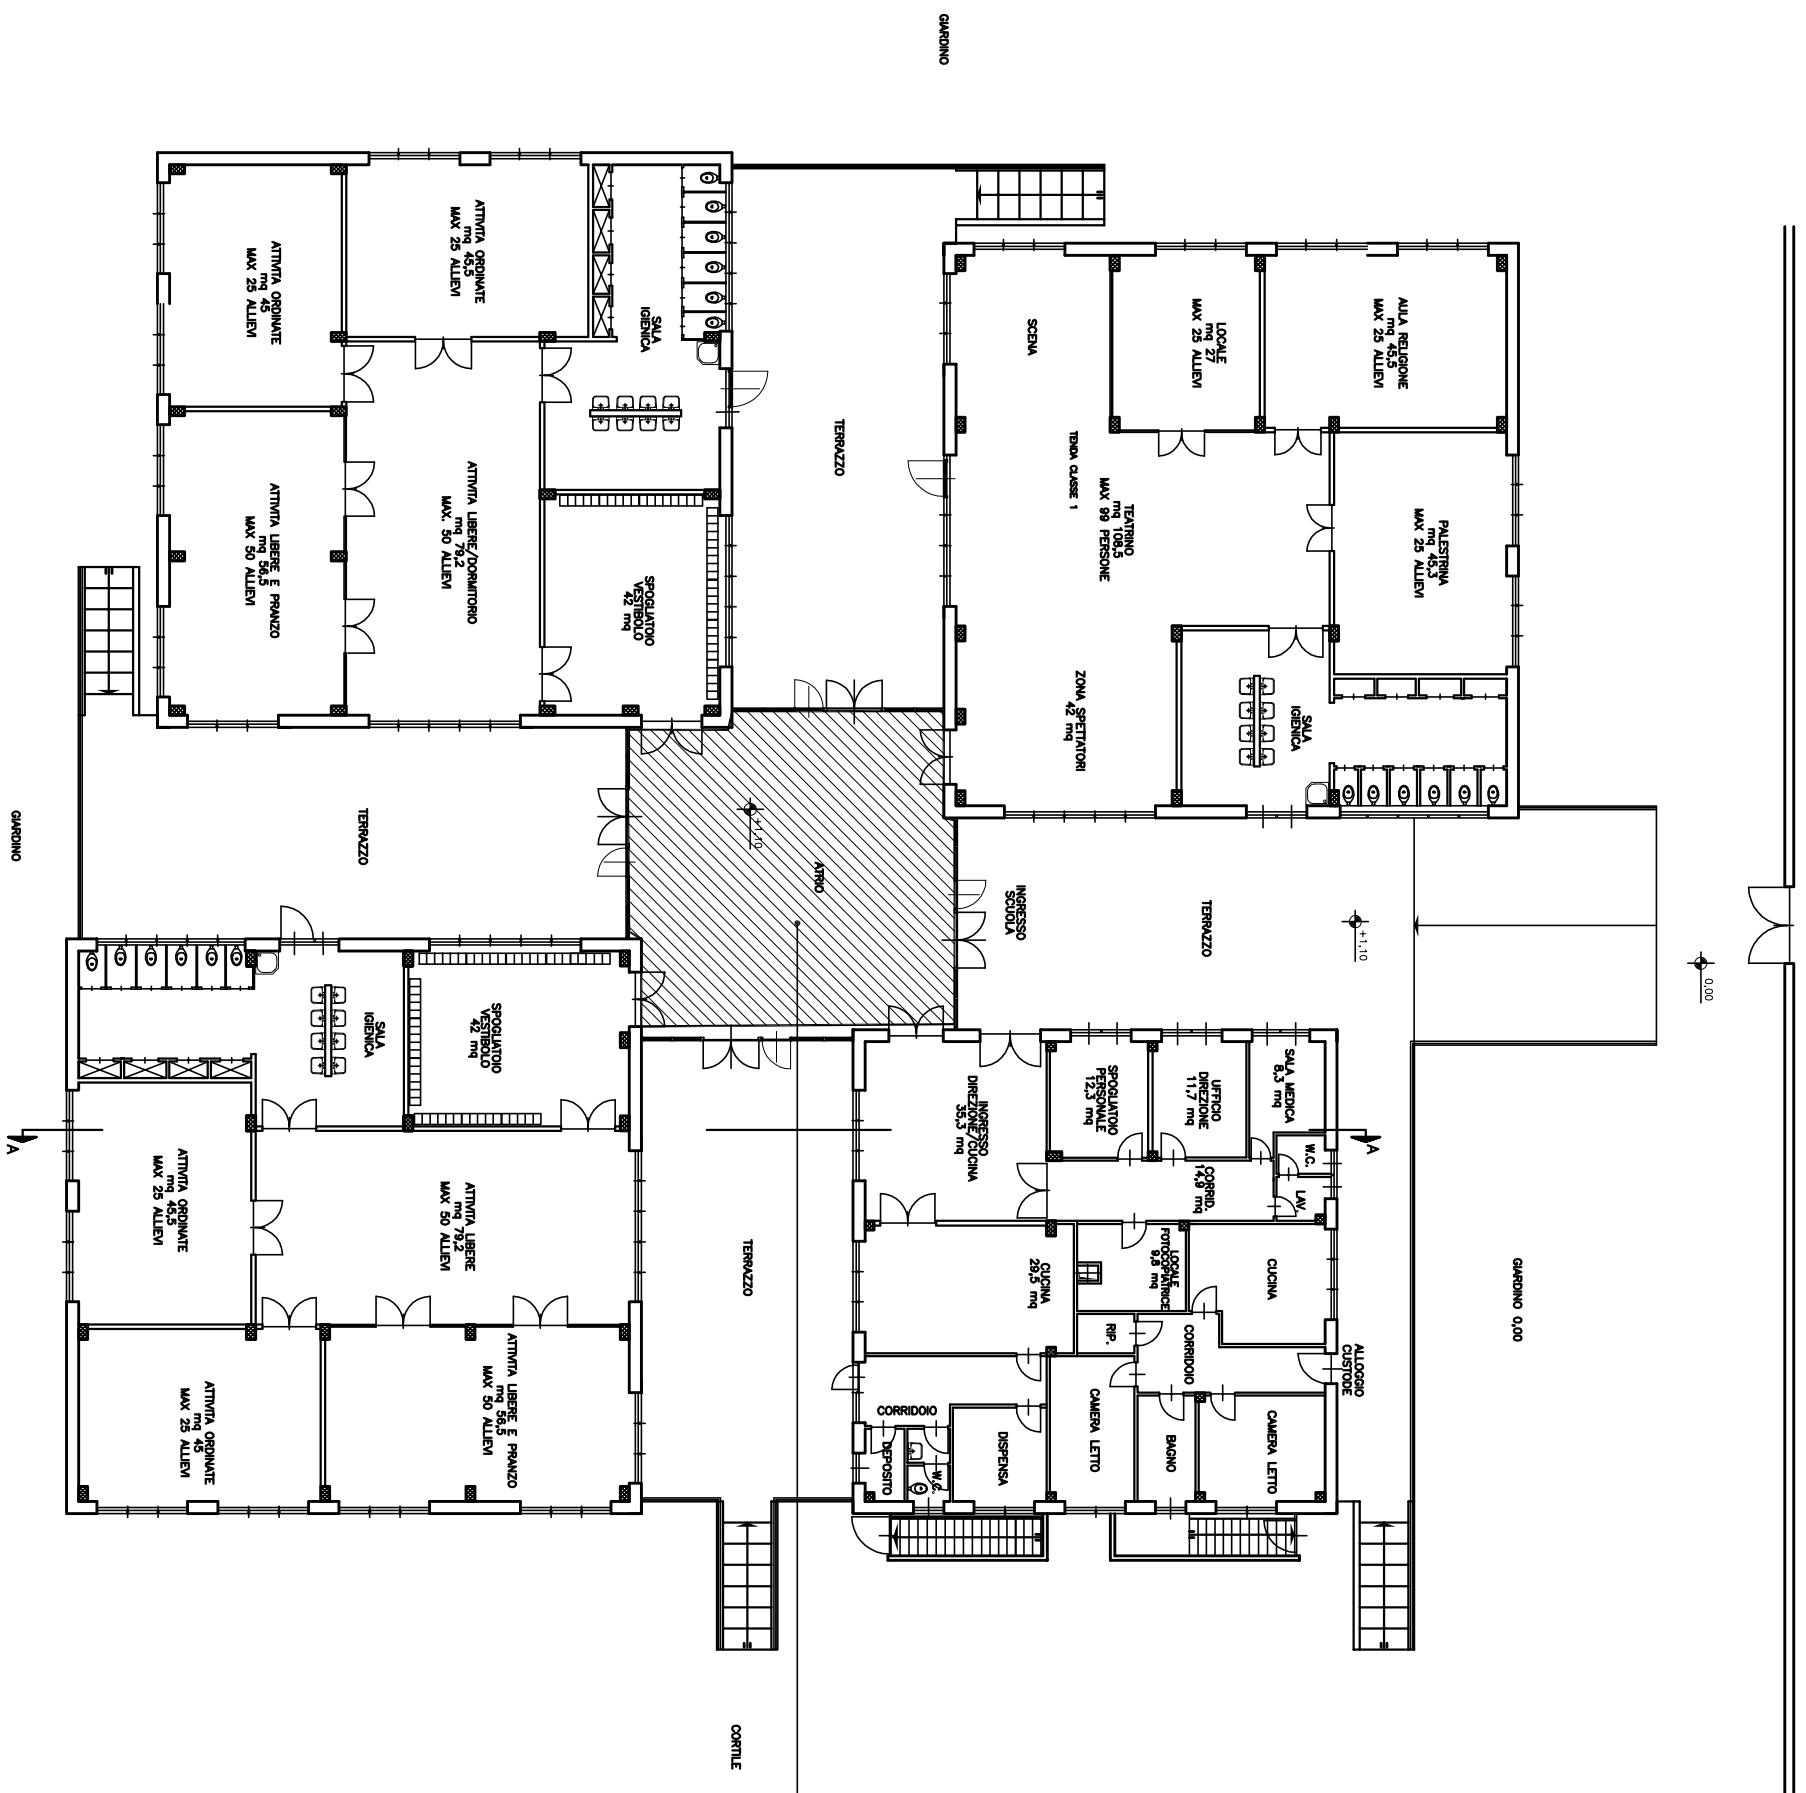 GIARDINO
ATTIVITA ORDINATE
mq 45,5
MAX 25 ALLIEVI
ATTIVITA ORDINATE
mq 45
MAX 25 ALLIEVI
SALA
IGIENICA
ATTIVITA LIBERE/DORMITORIO
mq 79,2
MAX. 50 ALLIEVI
ATTIVITA LIBERE E PRANZO
mq 56,5
MAX 50 ALLIEVI
SPOGLIATOIO
VESTIBOLO
42 mq
TERRAZZO
SCENA
LOCALE
mq 27
MAX 25 ALLIEVI
AULA RELIGIONE
mq 45,5
MAX 25 ALLIEVI
TENDA CLASSE 1
TEATRINO
mq 108,5
MAX 99 PERSONE
PALESTRINA
mq 45,3
MAX 25 ALLIEVI
ZONA SPETTATORI
42 mq
SALA
IGIENICA
GIARDINO
TERRAZZO
+1,10
ATRIO
INGRESSO
SCUOLA
TERRAZZO
+1,10
0,00
SPOGLIATOIO
VESTIBOLO
42 mq
SALA
IGIENICA
A
ATTIVITA ORDINATE
mq 45,5
MAX 25 ALLIEVI
ATTIVITA LIBERE
mq 79,2
MAX 50 ALLIEVI
ATTIVITA ORDINATE
mq 45
MAX 25 ALLIEVI
ATTIVITA LIBERE E PRANZO
mq 56,5
MAX 50 ALLIEVI
TERRAZZO
INGRESSO
DIREZIONE/CUCINA
35,3 mq
SPOGLIATOIO
PERSONALE
12,3 mq
UFFICIO
DIREZIONE
11,7 mq
SALA MEDICA
8,3 mq
A
W.C.
LAV.
CORRID.
14,9 mq
CUCINA
29,5 mq
LOCALE
FOTOCOPIATRICE
9,8 mq
CUCINA
RIP.
CORRIDOIO
ALLOGGIO
CUSTODE
GIARDINO 0,00
CORRIDOIO
DEPOSITO
W.C.
DISPENSA
CAMERA LETTO
BAGNO
CAMERA LETTO
CORTILE